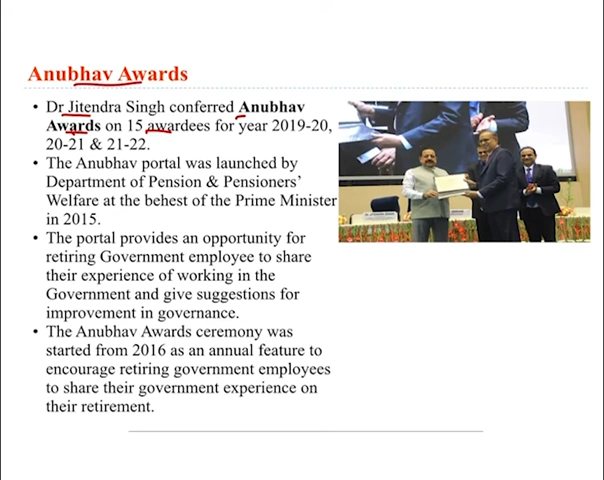 Anubhav Awards
• Dr Jitendra Singh conferred Anubhav
Awards on 15 awardees for year 2019-20,
20-21 & 21-22.
• The Anubhav portal was launched by
Department of Pension & Pensioners'
Welfare at the behest of the Prime Minister
in 2015.
• The portal provides an opportunity for
retiring Government employee to share
their experience of working in the
Government and give suggestions for
improvement in governance.
• The Anubhav Awards ceremony was
started from 2016 as an annual feature to
encourage retiring government employees
to share their government experience on
their retirement.